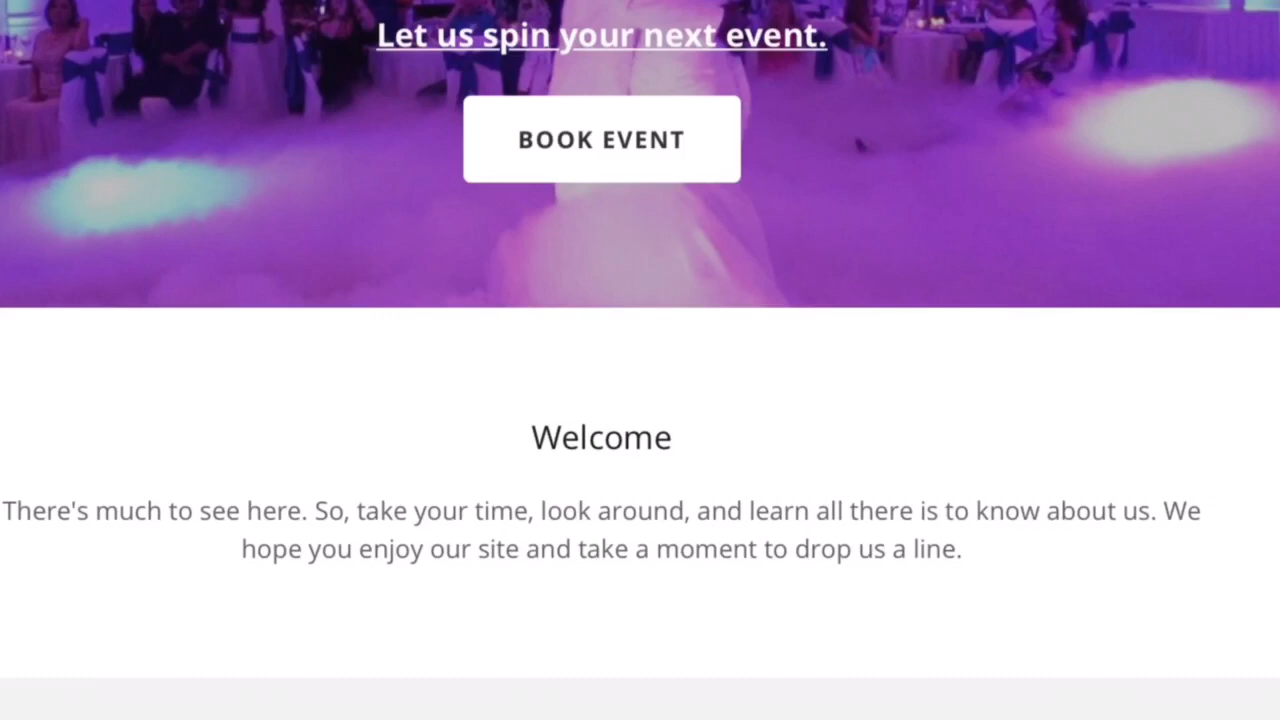 Let us spin your next event.
BOOK EVENT
Welcome
There's much to see here. So, take your time, look around, and learn all there is to know about us. We
hope you enjoy our site and take a moment to drop us a line.